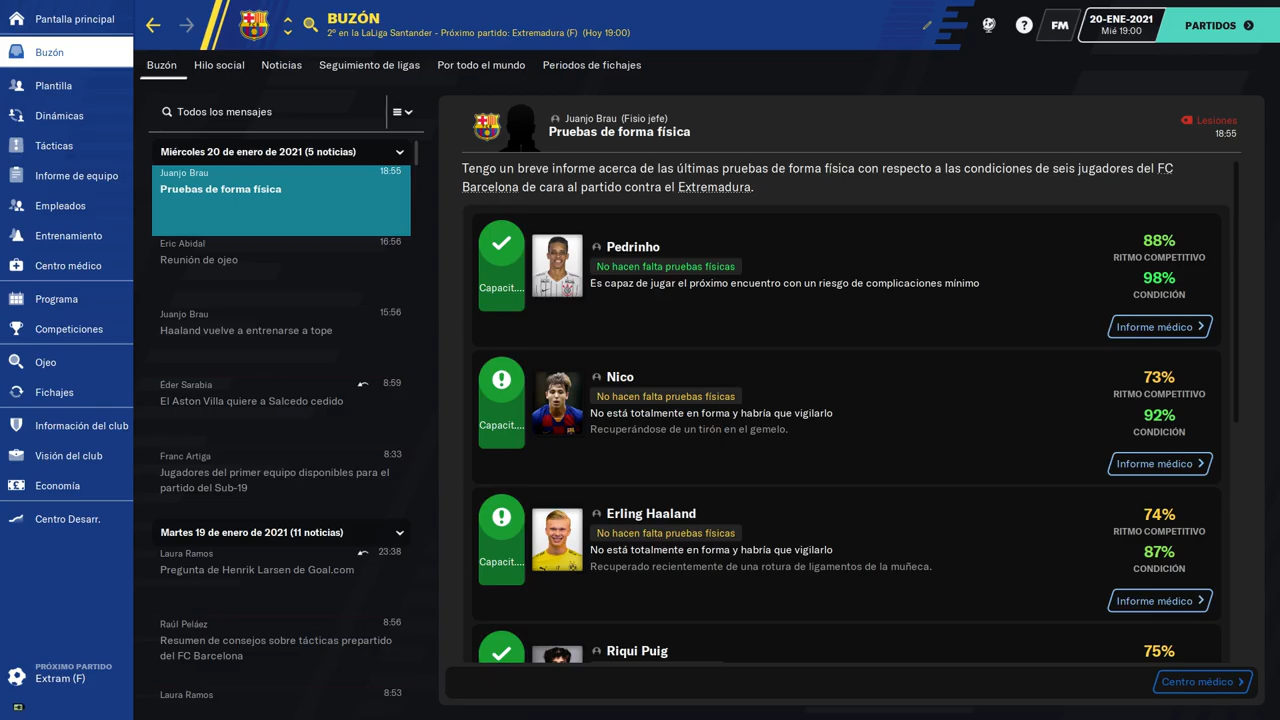 Pantalla principal
Buzón
Plantilla
Dinámicas
Tácticas
Informe de equipo
Empleados
Entrenamiento
Centro médico
Programa
Competiciones
Ojeo
Fichajes
Información del club
Visión del club
Economía
Centro Desarr.
PRÓXIMO PARTIDO
Extram (F)
BUZÓN
2º en la LaLiga Santander - Próximo partido: Extremadura (F) (Hoy 19:00)
FM
20-ENE-2021
Mié 19:00
PARTIDOS
Buzón Hilo social Noticias Seguimiento de ligas Por todo el mundo Periodos de fichajes
Todos los mensajes
Miércoles 20 de enero de 2021 (5 noticias)
Juanjo Brau 18:55
Pruebas de forma física
Eric Abidal 16:56
Reunión de ojeo
Juanjo Brau 15:56
Haaland vuelve a entrenarse a tope
Éder Sarabia 8:59
El Aston Villa quiere a Salcedo cedido
Franc Artiga 8:33
Jugadores del primer equipo disponibles para el
partido del Sub-19
Martes 19 de enero de 2021 (11 noticias)
Laura Ramos 23:38
Pregunta de Henrik Larsen de Goal.com
Raúl Peláez 8:56
Resumen de consejos sobre tácticas prepartido
del FC Barcelona
Laura Ramos 8:53
Juanjo Brau (Fisio jefe)
Pruebas de forma física
Lesiones
18:55
Tengo un breve informe acerca de las últimas pruebas de forma física con respecto a las condiciones de seis jugadores del FC
Barcelona de cara al partido contra el Extremadura.
Capacit....
Pedrinho
No hacen falta pruebas físicas
Es capaz de jugar el próximo encuentro con un riesgo de complicaciones mínimo
88%
RITMO COMPETITIVO
98%
CONDICIÓN
Informe médico
Capacit....
Nico
No hacen falta pruebas físicas
No está totalmente en forma y habría que vigilarlo
Recuperándose de un tirón en el gemelo.
73%
RITMO COMPETITIVO
92%
CONDICIÓN
Informe médico
Capacit....
Erling Haaland
No hacen falta pruebas físicas
No está totalmente en forma y habría que vigilarlo
Recuperado recientemente de una rotura de ligamentos de la muñeca.
74%
RITMO COMPETITIVO
87%
CONDICIÓN
Informe médico
Riqui Puig
75%
Centro médico